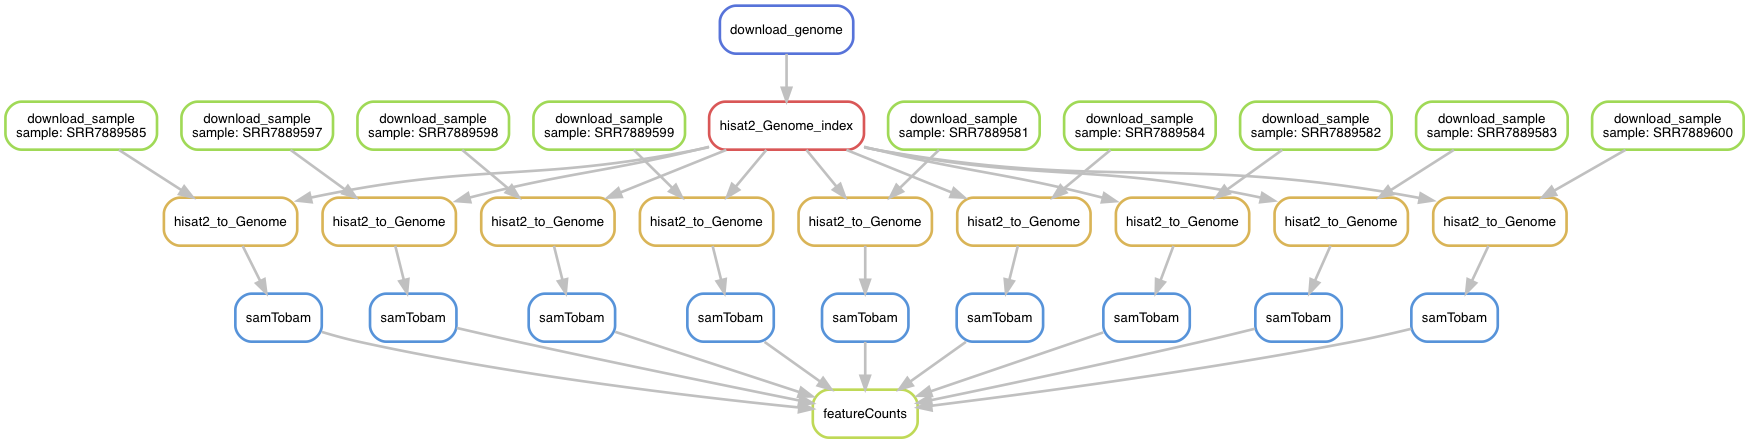 download_genome
download_sample
sample: SRR7889585
download_sample
sample: SRR7889597
download_sample
sample: SRR7889598
download_sample
sample: SRR7889599
hisat2_Genome_index
download_sample
sample: SRR7889581
download_sample
sample: SRR7889584
download_sample
sample: SRR7889582
download_sample
sample: SRR7889583
download_sample
sample: SRR7889600
hisat2_to_Genome
hisat2_to_Genome
hisat2_to_Genome
hisat2_to_Genome
hisat2_to_Genome
hisat2_to_Genome
hisat2_to_Genome
hisat2_to_Genome
hisat2_to_Genome
samTobam
samTobam
samTobam
samTobam
samTobam
samTobam
samTobam
samTobam
samTobam
featureCounts